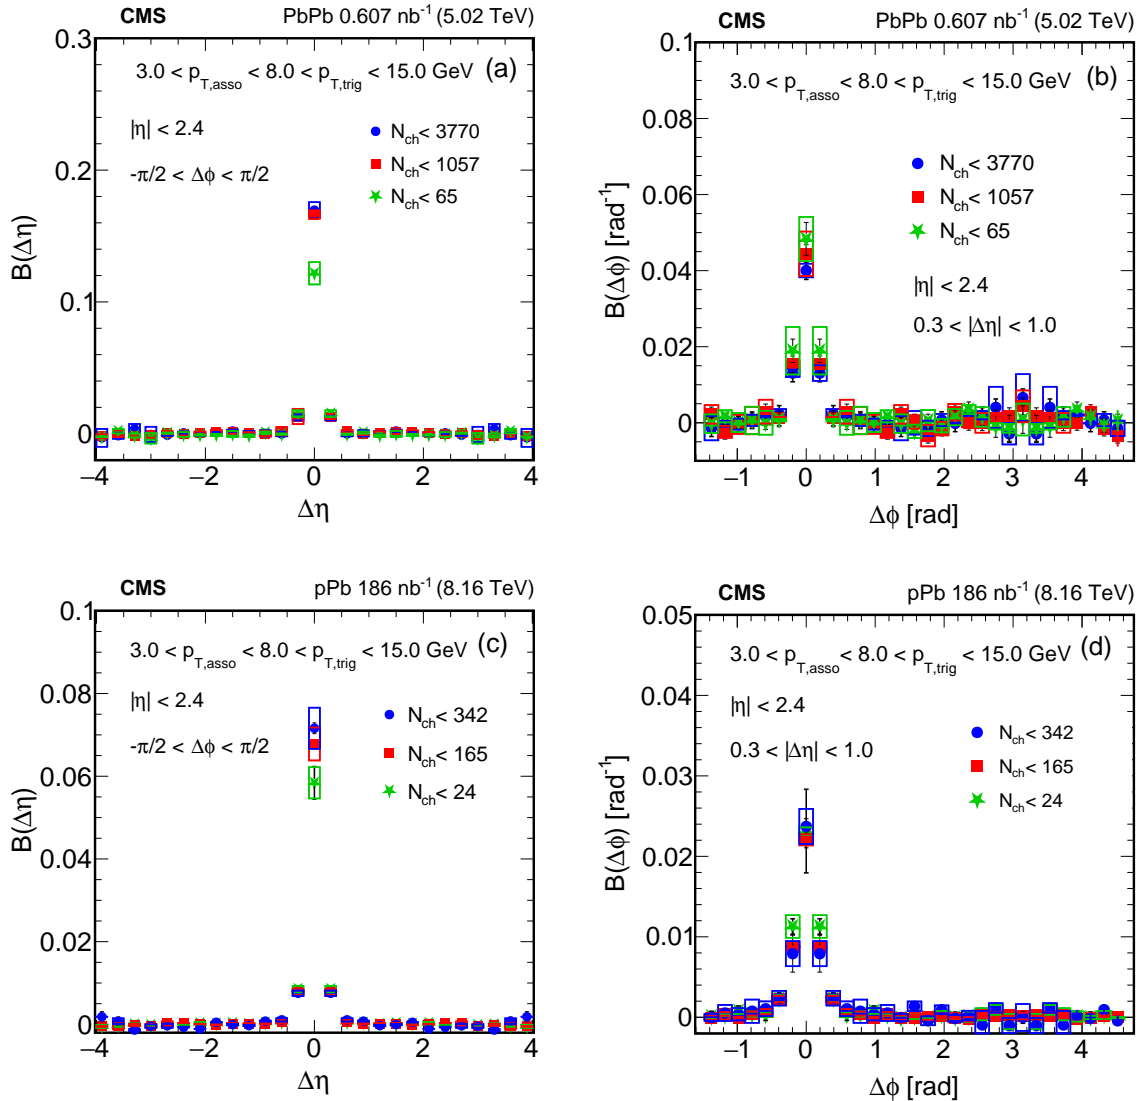 CMS PbPb 0.607 nb⁻¹ (5.02 TeV)
3.0 < p_T,asso < 8.0 < p_T,trig < 15.0 GeV (a)
|η| < 2.4
-π/2 < Δφ < π/2
N_ch< 3770
N_ch< 1057
N_ch< 65
B(Δη)
0.3
0.2
0.1
0
−4 −2 0 2 4
Δη
CMS PbPb 0.607 nb⁻¹ (5.02 TeV)
3.0 < p_T,asso < 8.0 < p_T,trig < 15.0 GeV (b)
N_ch< 3770
N_ch< 1057
N_ch< 65
|η| < 2.4
0.3 < |Δη| < 1.0
B(Δφ) [rad⁻¹]
0.1
0.08
0.06
0.04
0.02
0
−1 0 1 2 3 4
Δφ [rad]
CMS pPb 186 nb⁻¹ (8.16 TeV)
3.0 < p_T,asso < 8.0 < p_T,trig < 15.0 GeV (c)
|η| < 2.4
-π/2 < Δφ < π/2
N_ch< 342
N_ch< 165
N_ch< 24
B(Δη)
0.1
0.08
0.06
0.04
0.02
0
−4 −2 0 2 4
Δη
CMS pPb 186 nb⁻¹ (8.16 TeV)
3.0 < p_T,asso < 8.0 < p_T,trig < 15.0 GeV (d)
|η| < 2.4
0.3 < |Δη| < 1.0
N_ch< 342
N_ch< 165
N_ch< 24
B(Δφ) [rad⁻¹]
0.05
0.04
0.03
0.02
0.01
0
−1 0 1 2 3 4
Δφ [rad]